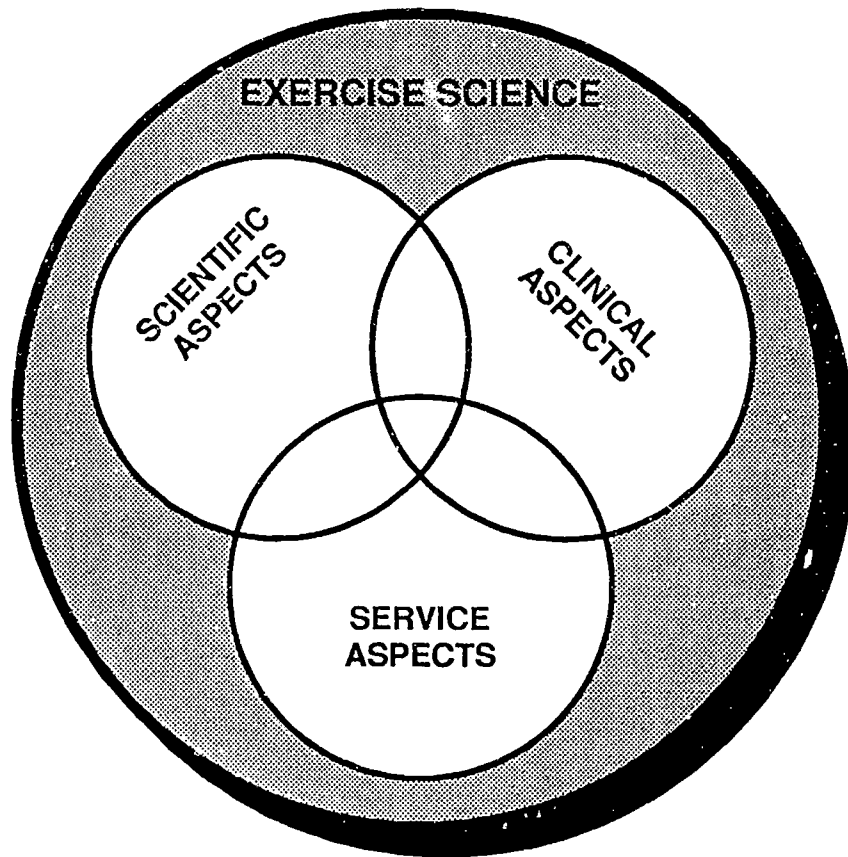 EXERCISE SCIENCE
SCIENTIFIC
ASPECTS
CLINICAL
ASPECTS
SERVICE
ASPECTS